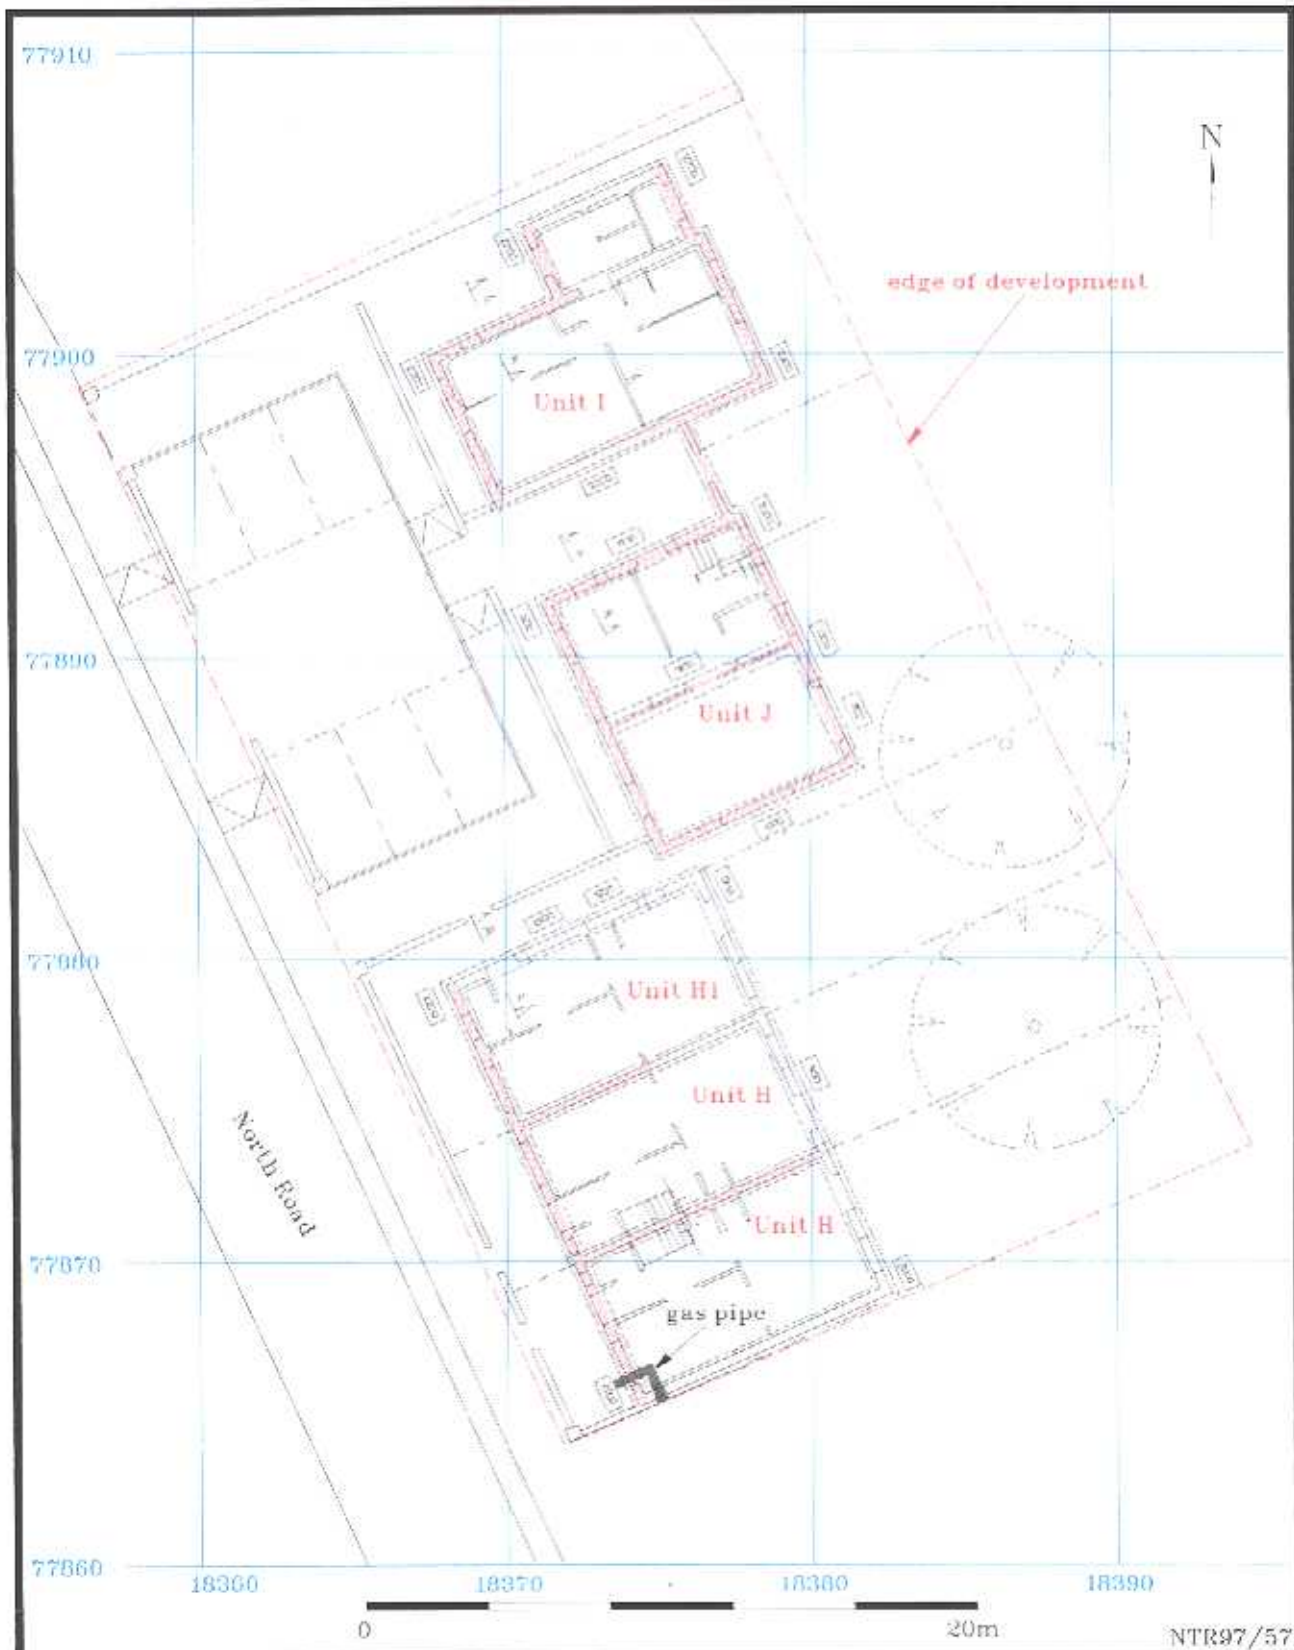 77910
N
edge of development
77900
Unit I
77890
Unit J
77880
Unit H1
Unit H
North Road
Unit H
77870
gas pipe
77860
18360
18370
18380
18390
0
20m
NTR97/57